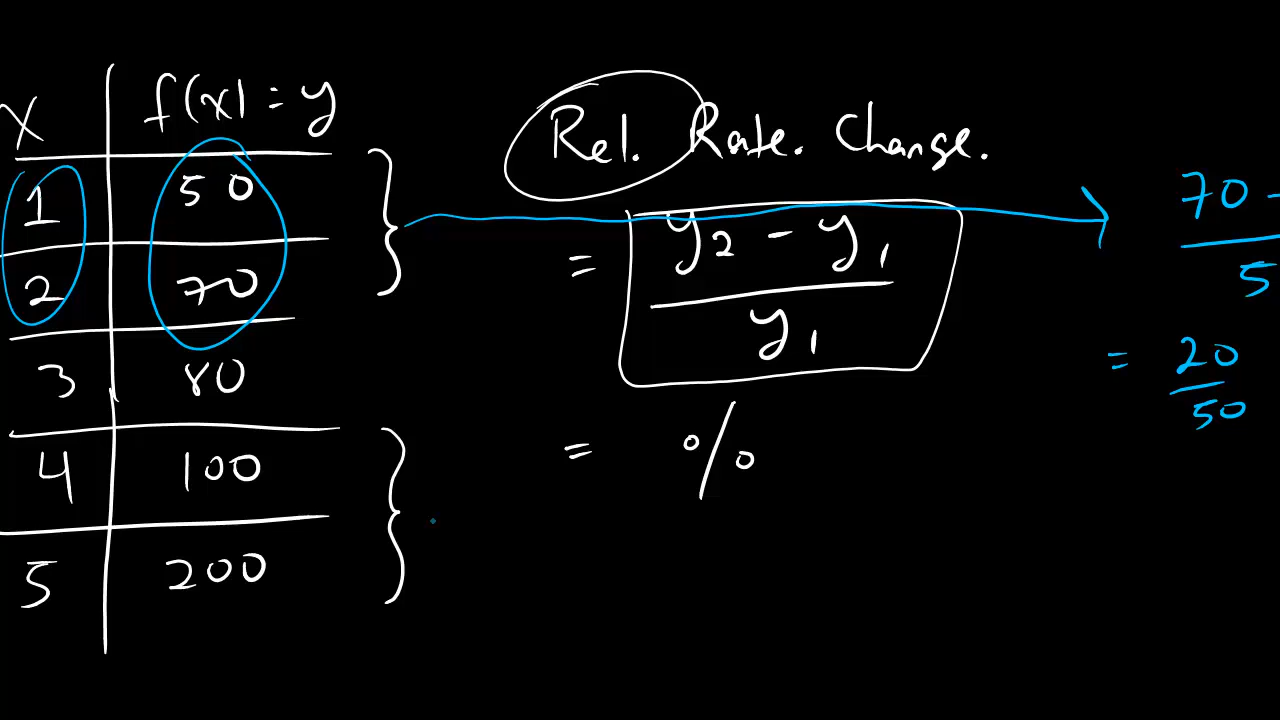 x f(x) = y
1 50
2 70
3 80
4 100
5 200
Rel. Rate. Change.
= y2 - y1
y1
= %
70 -
5
= 20
50